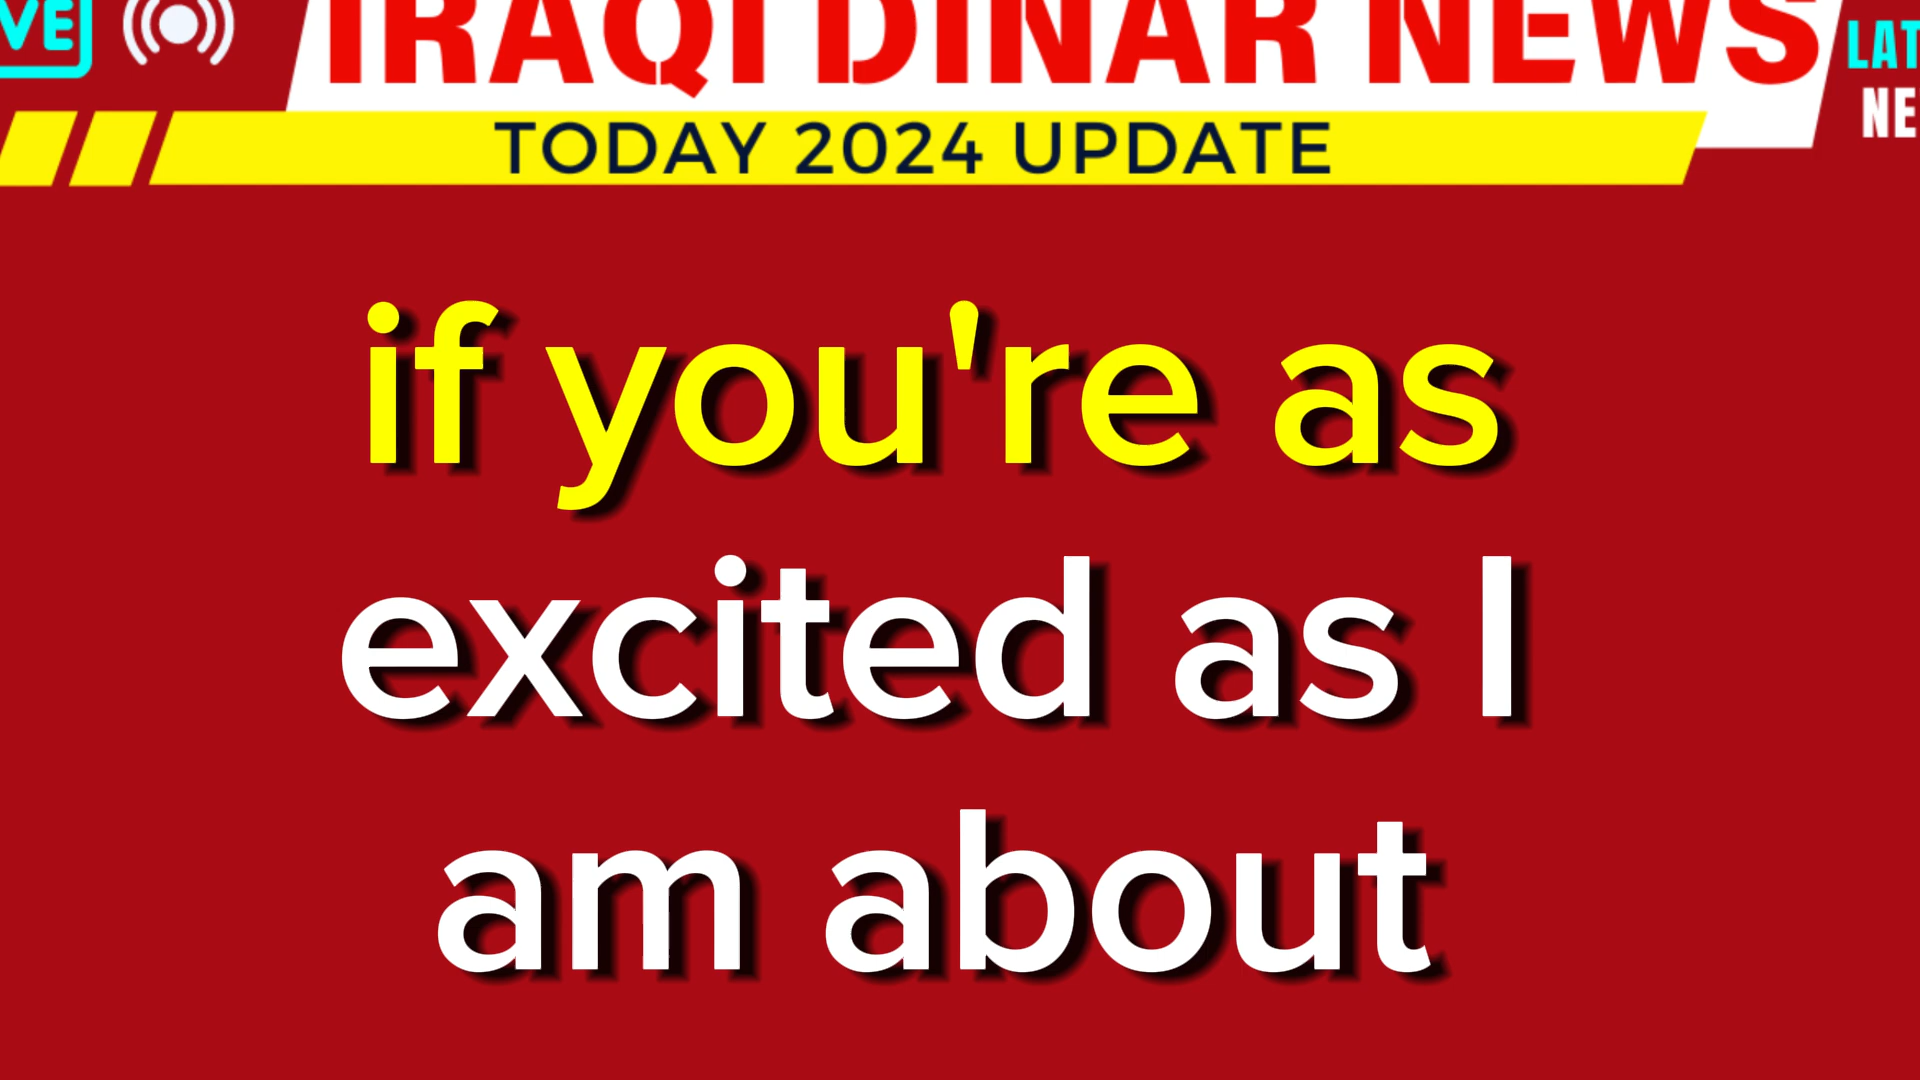 IRAQI DINAR NEWS
TODAY 2024 UPDATE
if you're as
excited as I
am about